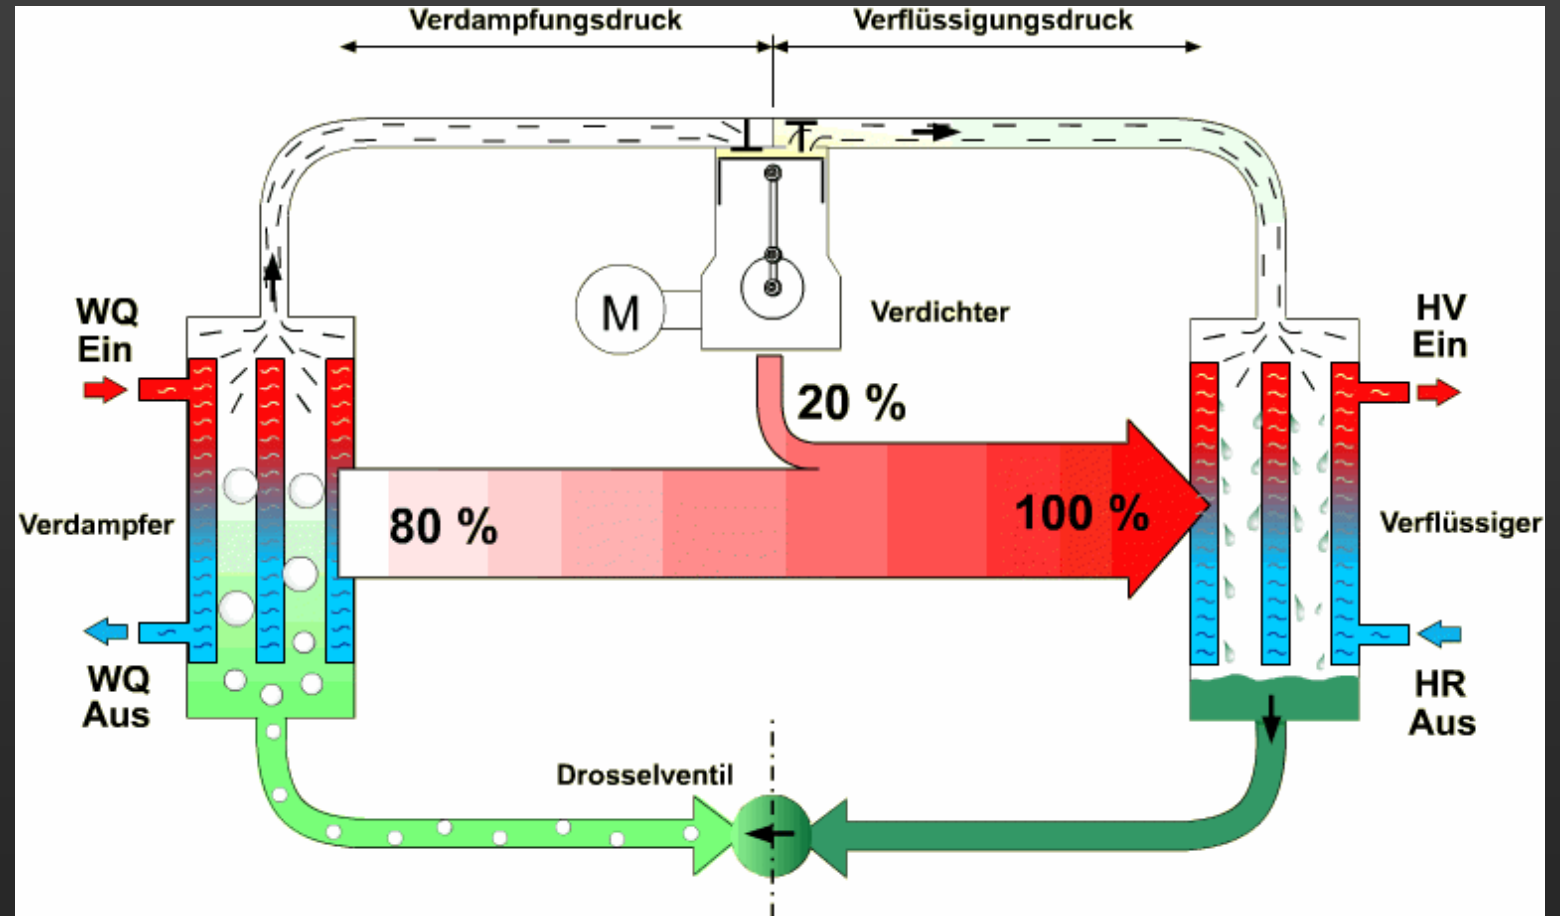 Verdampfungsdruck
Verflüssigungsdruck
WQ
Ein
M
Verdichter
HV
Ein
20 %
80 %
100 %
Verdampfer
Verflüssiger
WQ
Aus
HR
Aus
Drosselventil